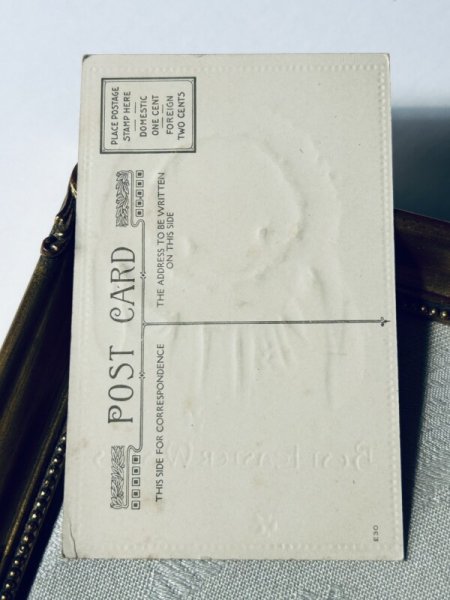 PLACE POSTAGE
STAMP HERE
DOMESTIC
ONE CENT
FOREIGN
TWO CENTS
POST CARD
THIS SIDE FOR CORRESPONDENCE
THE ADDRESS TO BE WRITTEN
ON THIS SIDE
BEST EASTER WISHES
E30